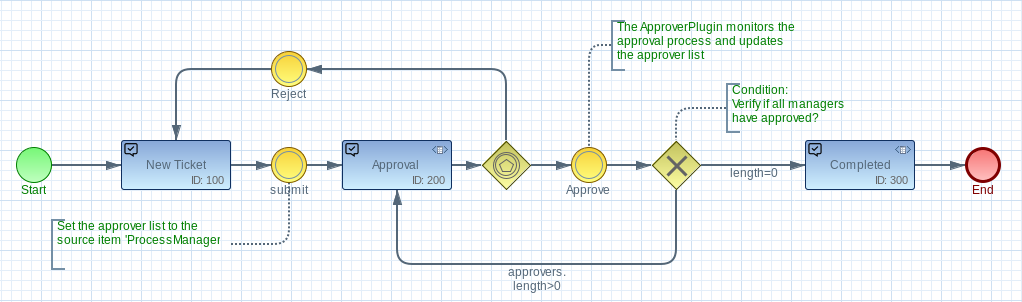 The ApproverPlugin monitors the
approval process and updates
the approver list
Reject
Condition:
Verify if all managers
have approved?
New Ticket
ID: 100
Approval
ID: 200
Completed
ID: 300
Start
submit
Approve
length=0
End
Set the approver list to the
source item 'ProcessManager
approvers.
length>0